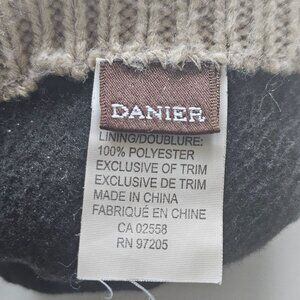 DANIER
LINING/DOUBLURE:
100% POLYESTER
EXCLUSIVE OF TRIM
EXCLUSIVE DE TRIM
MADE IN CHINA
FABRIQUÉ EN CHINE
CA 02558
RN 97205